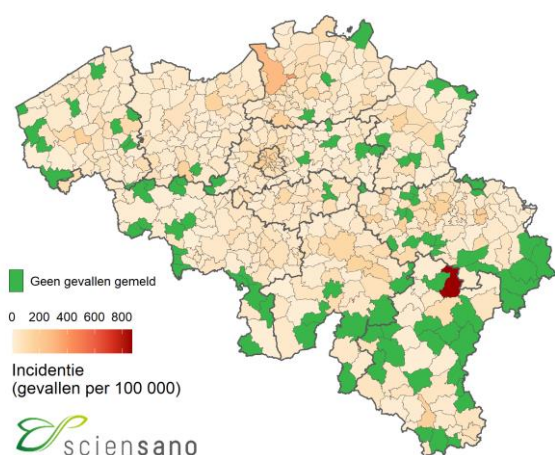 Geen gevallen gemeld
0 200 400 600 800
Incidentie
(gevallen per 100 000)
sciensano